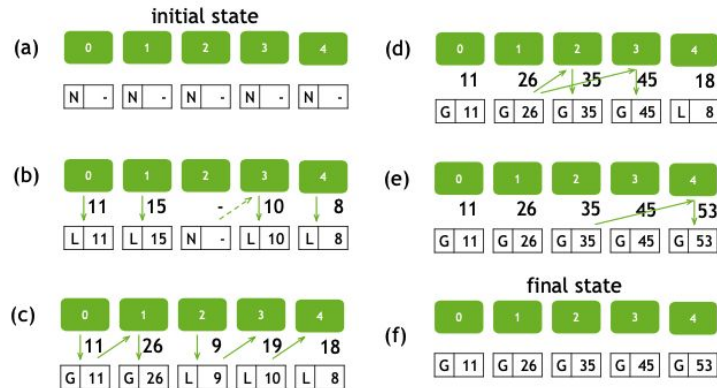 initial state
(a)
0 1 2 3 4
N - N - N - N - N -
(b)
0 1 2 3 4
11 15 - 10 8
L 11 L 15 N - L 10 L 8
(c)
0 1 2 3 4
11 26 9 19 18
G 11 G 26 L 9 L 10 L 8
(d)
0 1 2 3 4
11 26 35 45 18
G 11 G 26 G 35 G 45 L 8
(e)
0 1 2 3 4
11 26 35 45 53
G 11 G 26 G 35 G 45 G 53
final state
(f)
0 1 2 3 4
G 11 G 26 G 35 G 45 G 53